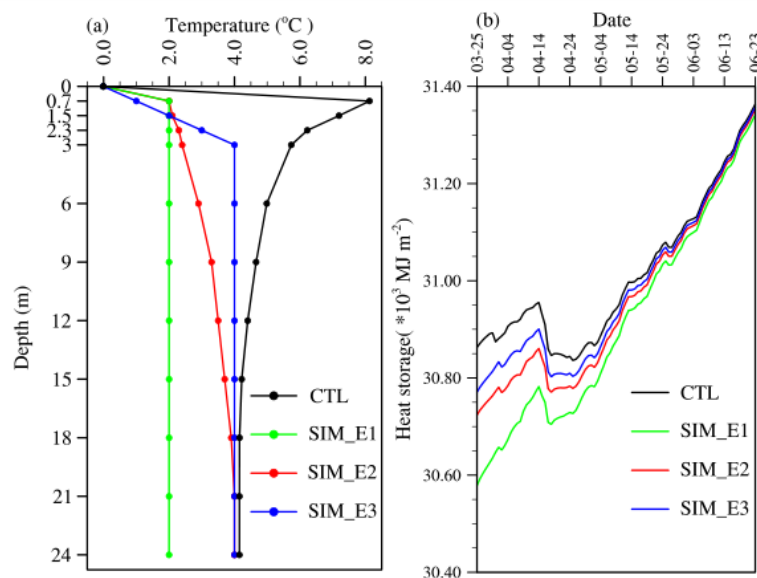 (a)
Temperature (°C)
0.0
2.0
4.0
6.0
8.0
0
0.7
1.5
2.3
3
6
9
12
15
18
21
24
Depth (m)
CTL
SIM_E1
SIM_E2
SIM_E3
(b)
Date
03-25
04-04
04-14
04-24
05-04
05-14
05-24
06-03
06-13
06-23
31.40
31.20
31.00
30.80
30.60
30.40
Heat storage( *10³ MJ m⁻²)
CTL
SIM_E1
SIM_E2
SIM_E3